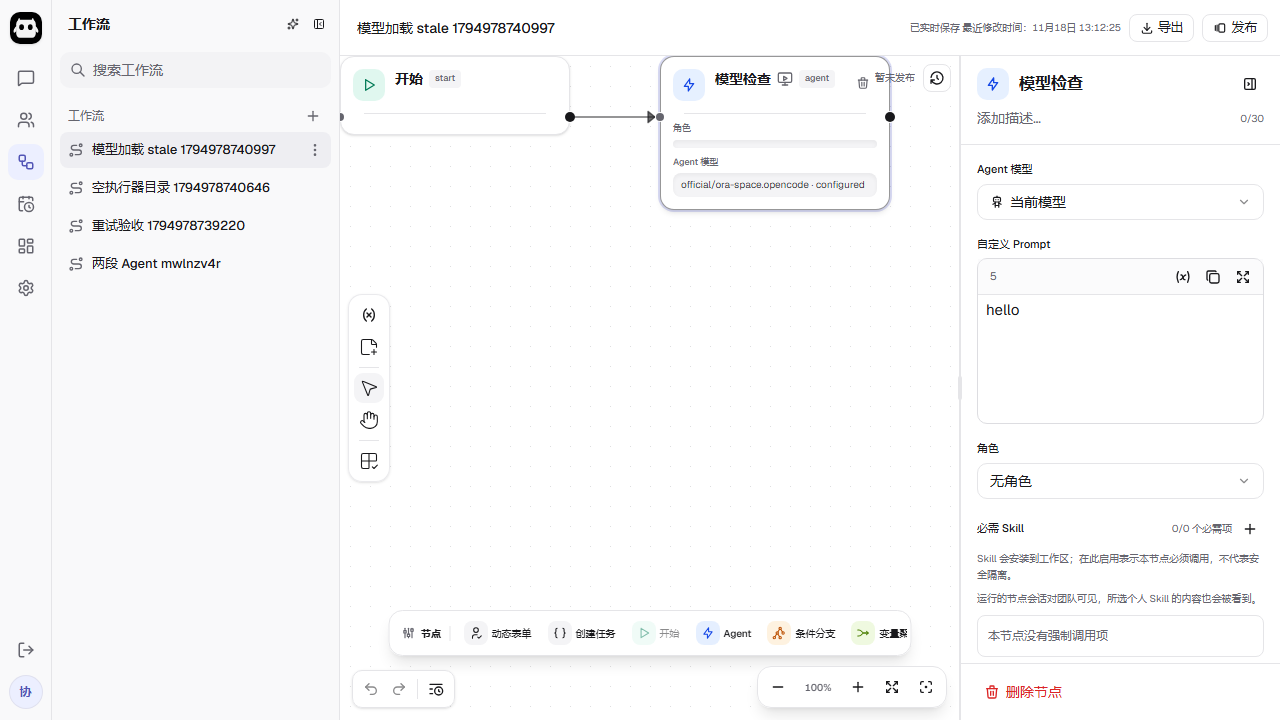 工作流
搜索工作流
工作流
模型加载 stale 1794978740997
空执行器目录 1794978740646
重试验收 1794978739220
两段 Agent mwlnzv4r
协
模型加载 stale 1794978740997
已实时保存 最近修改时间：11月18日 13:12:25
导出
发布
开始
start
模型检查
agent
暂未发布
角色
Agent 模型
official/ora-space.opencode · configured
节点
动态表单
创建任务
开始
Agent
条件分支
变量聚
100%
模型检查
添加描述...
0/30
Agent 模型
当前模型
自定义 Prompt
5
hello
角色
无角色
必需 Skill
0/0 个必需项
Skill 会安装到工作区；在此启用表示本节点必须调用，不代表安
全隔离。
运行的节点会话对团队可见，所选个人 Skill 的内容也会被看到。
本节点没有强制调用项
删除节点